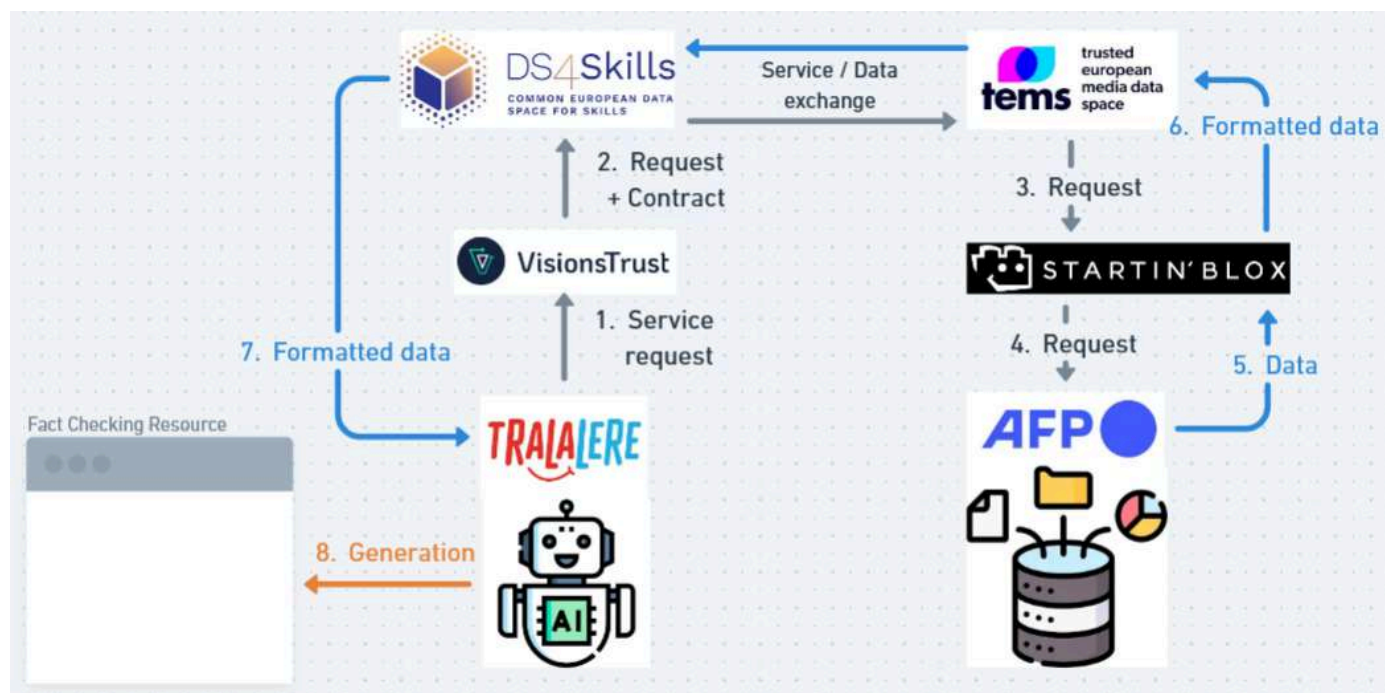 DS4Skills
COMMON EUROPEAN DATA
SPACE FOR SKILLS
Service / Data
exchange
tems
trusted
european
media data
space
6. Formatted data
2. Request
+ Contract
3. Request
VisionsTrust
STARTIN'BLOX
1. Service
request
4. Request
7. Formatted data
5. Data
Fact Checking Resource
TRALALERE
AFP
8. Generation
AI